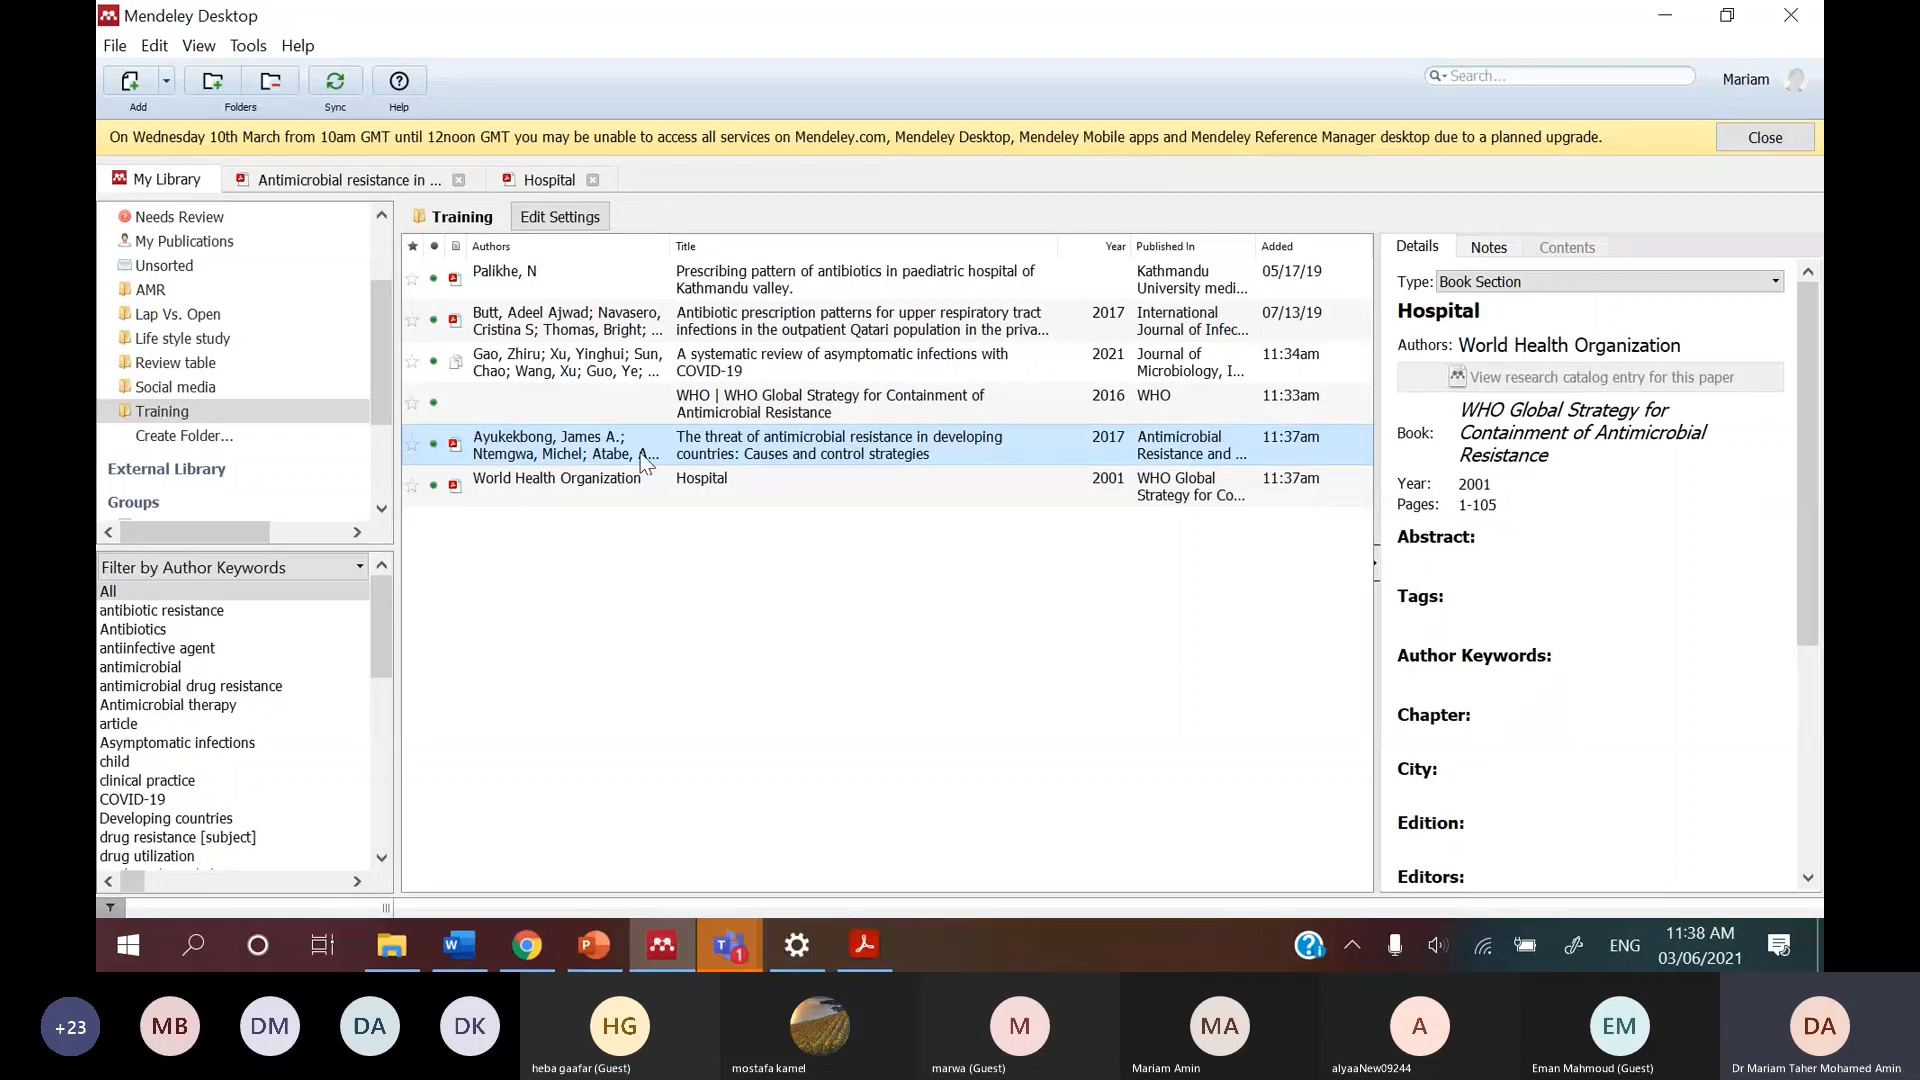 Mendeley Desktop
File Edit View Tools Help
Search... Mariam
Add Folders Sync Help
On Wednesday 10th March from 10am GMT until 12noon GMT you may be unable to access all services on Mendeley.com, Mendeley Desktop, Mendeley Mobile apps and Mendeley Reference Manager desktop due to a planned upgrade. Close
My Library Antimicrobial resistance in ... Hospital
Needs Review
My Publications
Unsorted
AMR
Lap Vs. Open
Life style study
Review table
Social media
Training
Create Folder...
External Library
Groups
Filter by Author Keywords
All
antibiotic resistance
Antibiotics
antiinfective agent
antimicrobial
antimicrobial drug resistance
Antimicrobial therapy
article
Asymptomatic infections
child
clinical practice
COVID-19
Developing countries
drug resistance [subject]
drug utilization
Training Edit Settings
Authors Title Year Published In Added
Palikhe, N Prescribing pattern of antibiotics in paediatric hospital of Kathmandu 05/17/19
Kathmandu valley. University medi...
Butt, Adeel Ajwad; Navasero, Antibiotic prescription patterns for upper respiratory tract 2017 International 07/13/19
Cristina S; Thomas, Bright; ... infections in the outpatient Qatari population in the priva... Journal of Infec...
Gao, Zhiru; Xu, Yinghui; Sun, A systematic review of asymptomatic infections with 2021 Journal of 11:34am
Chao; Wang, Xu; Guo, Ye; ... COVID-19 Microbiology, I...
WHO | WHO Global Strategy for Containment of 2016 WHO 11:33am
Antimicrobial Resistance
Ayukekbong, James A.; The threat of antimicrobial resistance in developing 2017 Antimicrobial 11:37am
Ntemgwa, Michel; Atabe, A... countries: Causes and control strategies Resistance and ...
World Health Organization Hospital 2001 WHO Global 11:37am
Strategy for Co...
Details Notes Contents
Type: Book Section
Hospital
Authors: World Health Organization
View research catalog entry for this paper
Book: WHO Global Strategy for
Containment of Antimicrobial
Resistance
Year: 2001
Pages: 1-105
Abstract:
Tags:
Author Keywords:
Chapter:
City:
Edition:
Editors:
1
ENG
11:38 AM
03/06/2021
+23 MB DM DA DK HG M MA A EM DA
heba gaafar (Guest) mostafa kamel marwa (Guest) Mariam Amin alyaaNew09244 Eman Mahmoud (Guest) Dr Mariam Taher Mohamed Amin